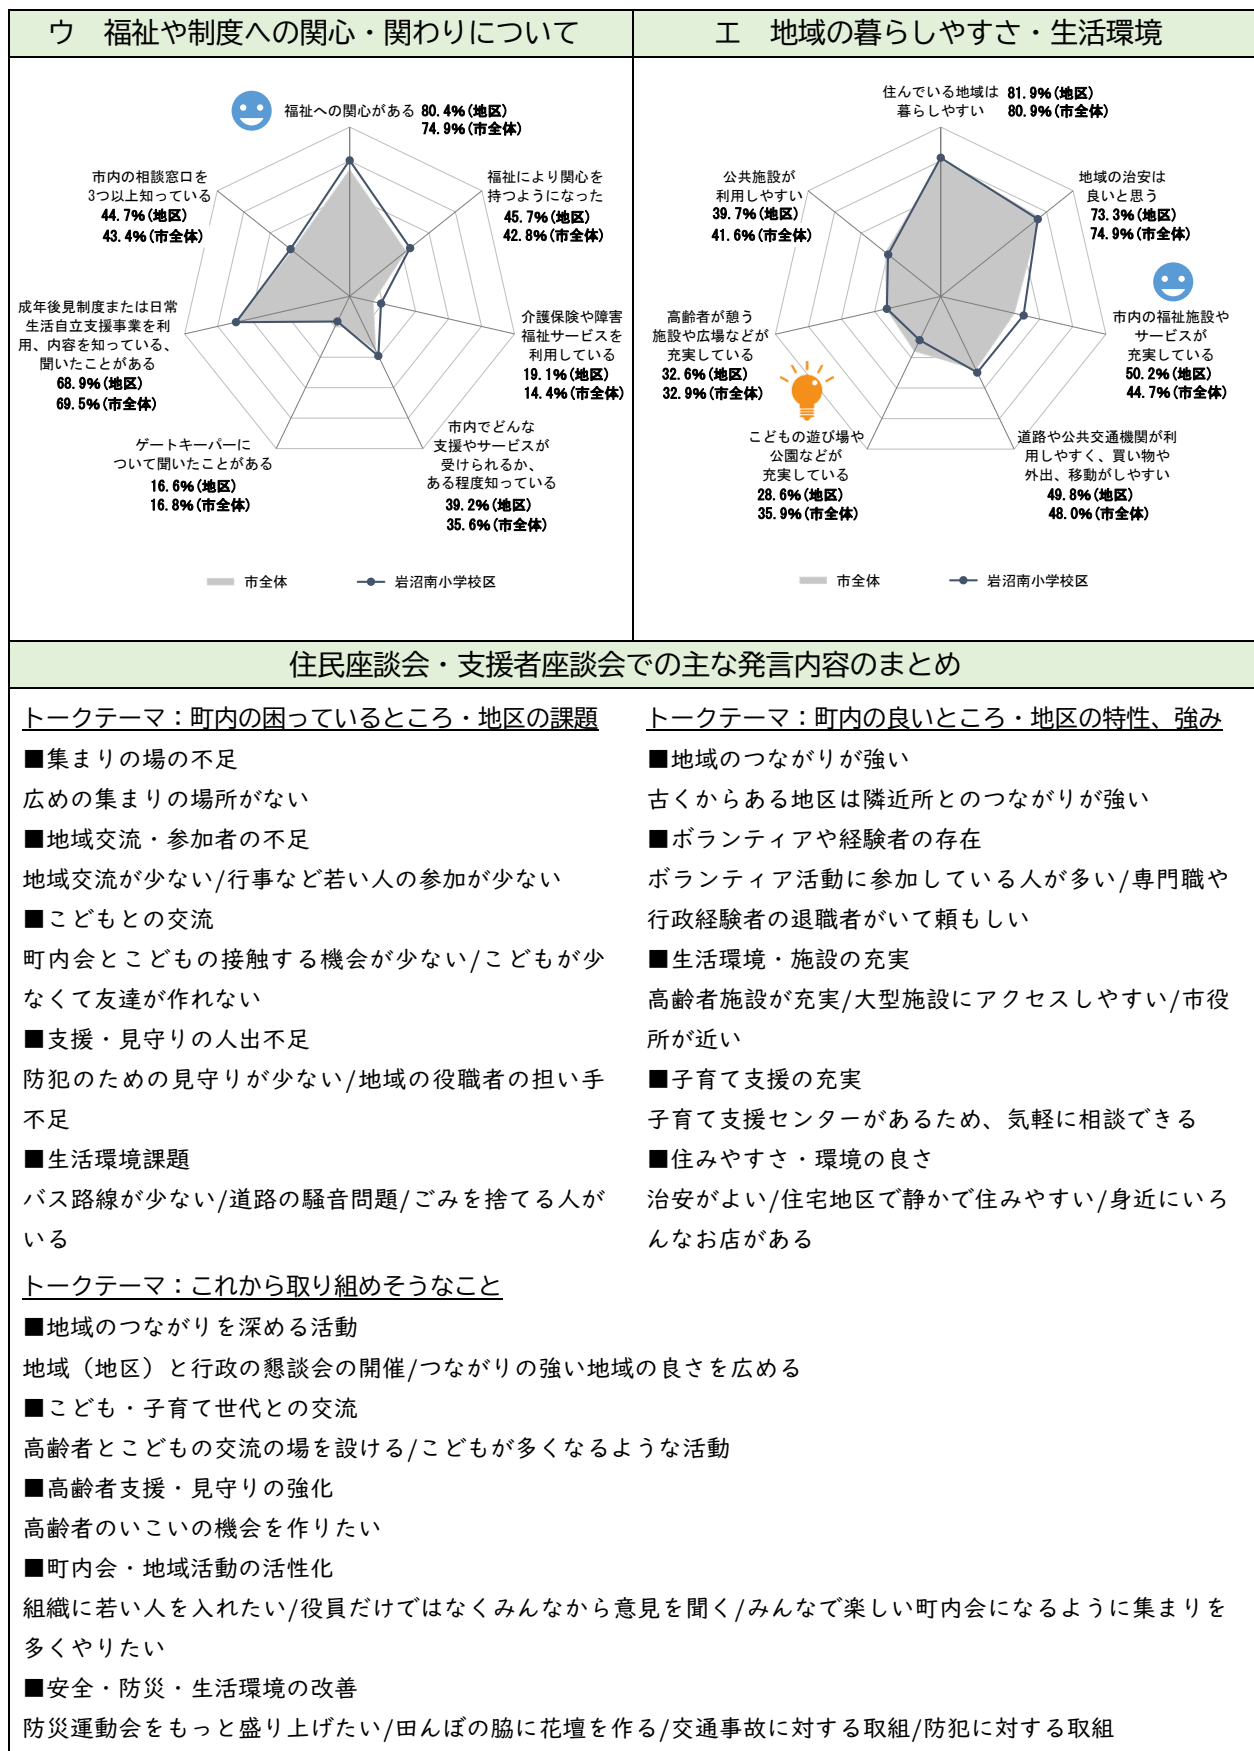 ウ 福祉や制度への関心・関わりについて
福祉への関心がある 80.4%(地区)
74.9%(市全体)
福祉により関心を
持つようになった
45.7%(地区)
42.8%(市全体)
介護保険や障害
福祉サービスを
利用している
19.1%(地区)
14.4%(市全体)
市内でどんな
支援やサービスが
受けられるか、
ある程度知っている
39.2%(地区)
35.6%(市全体)
ゲートキーパーに
ついて聞いたことがある
16.6%(地区)
16.8%(市全体)
成年後見制度または日常
生活自立支援事業を利
用、内容を知っている、
聞いたことがある
68.9%(地区)
69.5%(市全体)
市内の相談窓口を
3つ以上知っている
44.7%(地区)
43.4%(市全体)
市全体 岩沼南小学校区
エ 地域の暮らしやすさ・生活環境
住んでいる地域は 81.9%(地区)
暮らしやすい 80.9%(市全体)
地域の治安は
良いと思う
73.3%(地区)
74.9%(市全体)
市内の福祉施設や
サービスが
充実している
50.2%(地区)
44.7%(市全体)
道路や公共交通機関が利
用しやすく、買い物や
外出、移動がしやすい
49.8%(地区)
48.0%(市全体)
こどもの遊び場や
公園などが
充実している
28.6%(地区)
35.9%(市全体)
高齢者が憩う
施設や広場などが
充実している
32.6%(地区)
32.9%(市全体)
公共施設が
利用しやすい
39.7%(地区)
41.6%(市全体)
市全体 岩沼南小学校区
住民座談会・支援者座談会での主な発言内容のまとめ
トークテーマ：町内の困っているところ・地区の課題
■集まりの場の不足
広めの集まりの場所がない
■地域交流・参加者の不足
地域交流が少ない/行事など若い人の参加が少ない
■こどもとの交流
町内会とこどもの接触する機会が少ない/こどもが少
なくて友達が作れない
■支援・見守りの人出不足
防犯のための見守りが少ない/地域の役職者の担い手
不足
■生活環境課題
バス路線が少ない/道路の騒音問題/ごみを捨てる人が
いる
トークテーマ：町内の良いところ・地区の特性、強み
■地域のつながりが強い
古くからある地区は隣近所とのつながりが強い
■ボランティアや経験者の存在
ボランティア活動に参加している人が多い/専門職や
行政経験者の退職者がいて頼もしい
■生活環境・施設の充実
高齢者施設が充実/大型施設にアクセスしやすい/市役
所が近い
■子育て支援の充実
子育て支援センターがあるため、気軽に相談できる
■住みやすさ・環境の良さ
治安がよい/住宅地区で静かで住みやすい/身近にいろ
んなお店がある
トークテーマ：これから取り組めそうなこと
■地域のつながりを深める活動
地域（地区）と行政の懇談会の開催/つながりの強い地域の良さを広める
■こども・子育て世代との交流
高齢者とこどもの交流の場を設ける/こどもが多くなるような活動
■高齢者支援・見守りの強化
高齢者のいこいの機会を作りたい
■町内会・地域活動の活性化
組織に若い人を入れたい/役員だけではなくみんなから意見を聞く/みんなで楽しい町内会になるように集まりを
多くやりたい
■安全・防災・生活環境の改善
防災運動会をもっと盛り上げたい/田んぼの脇に花壇を作る/交通事故に対する取組/防犯に対する取組